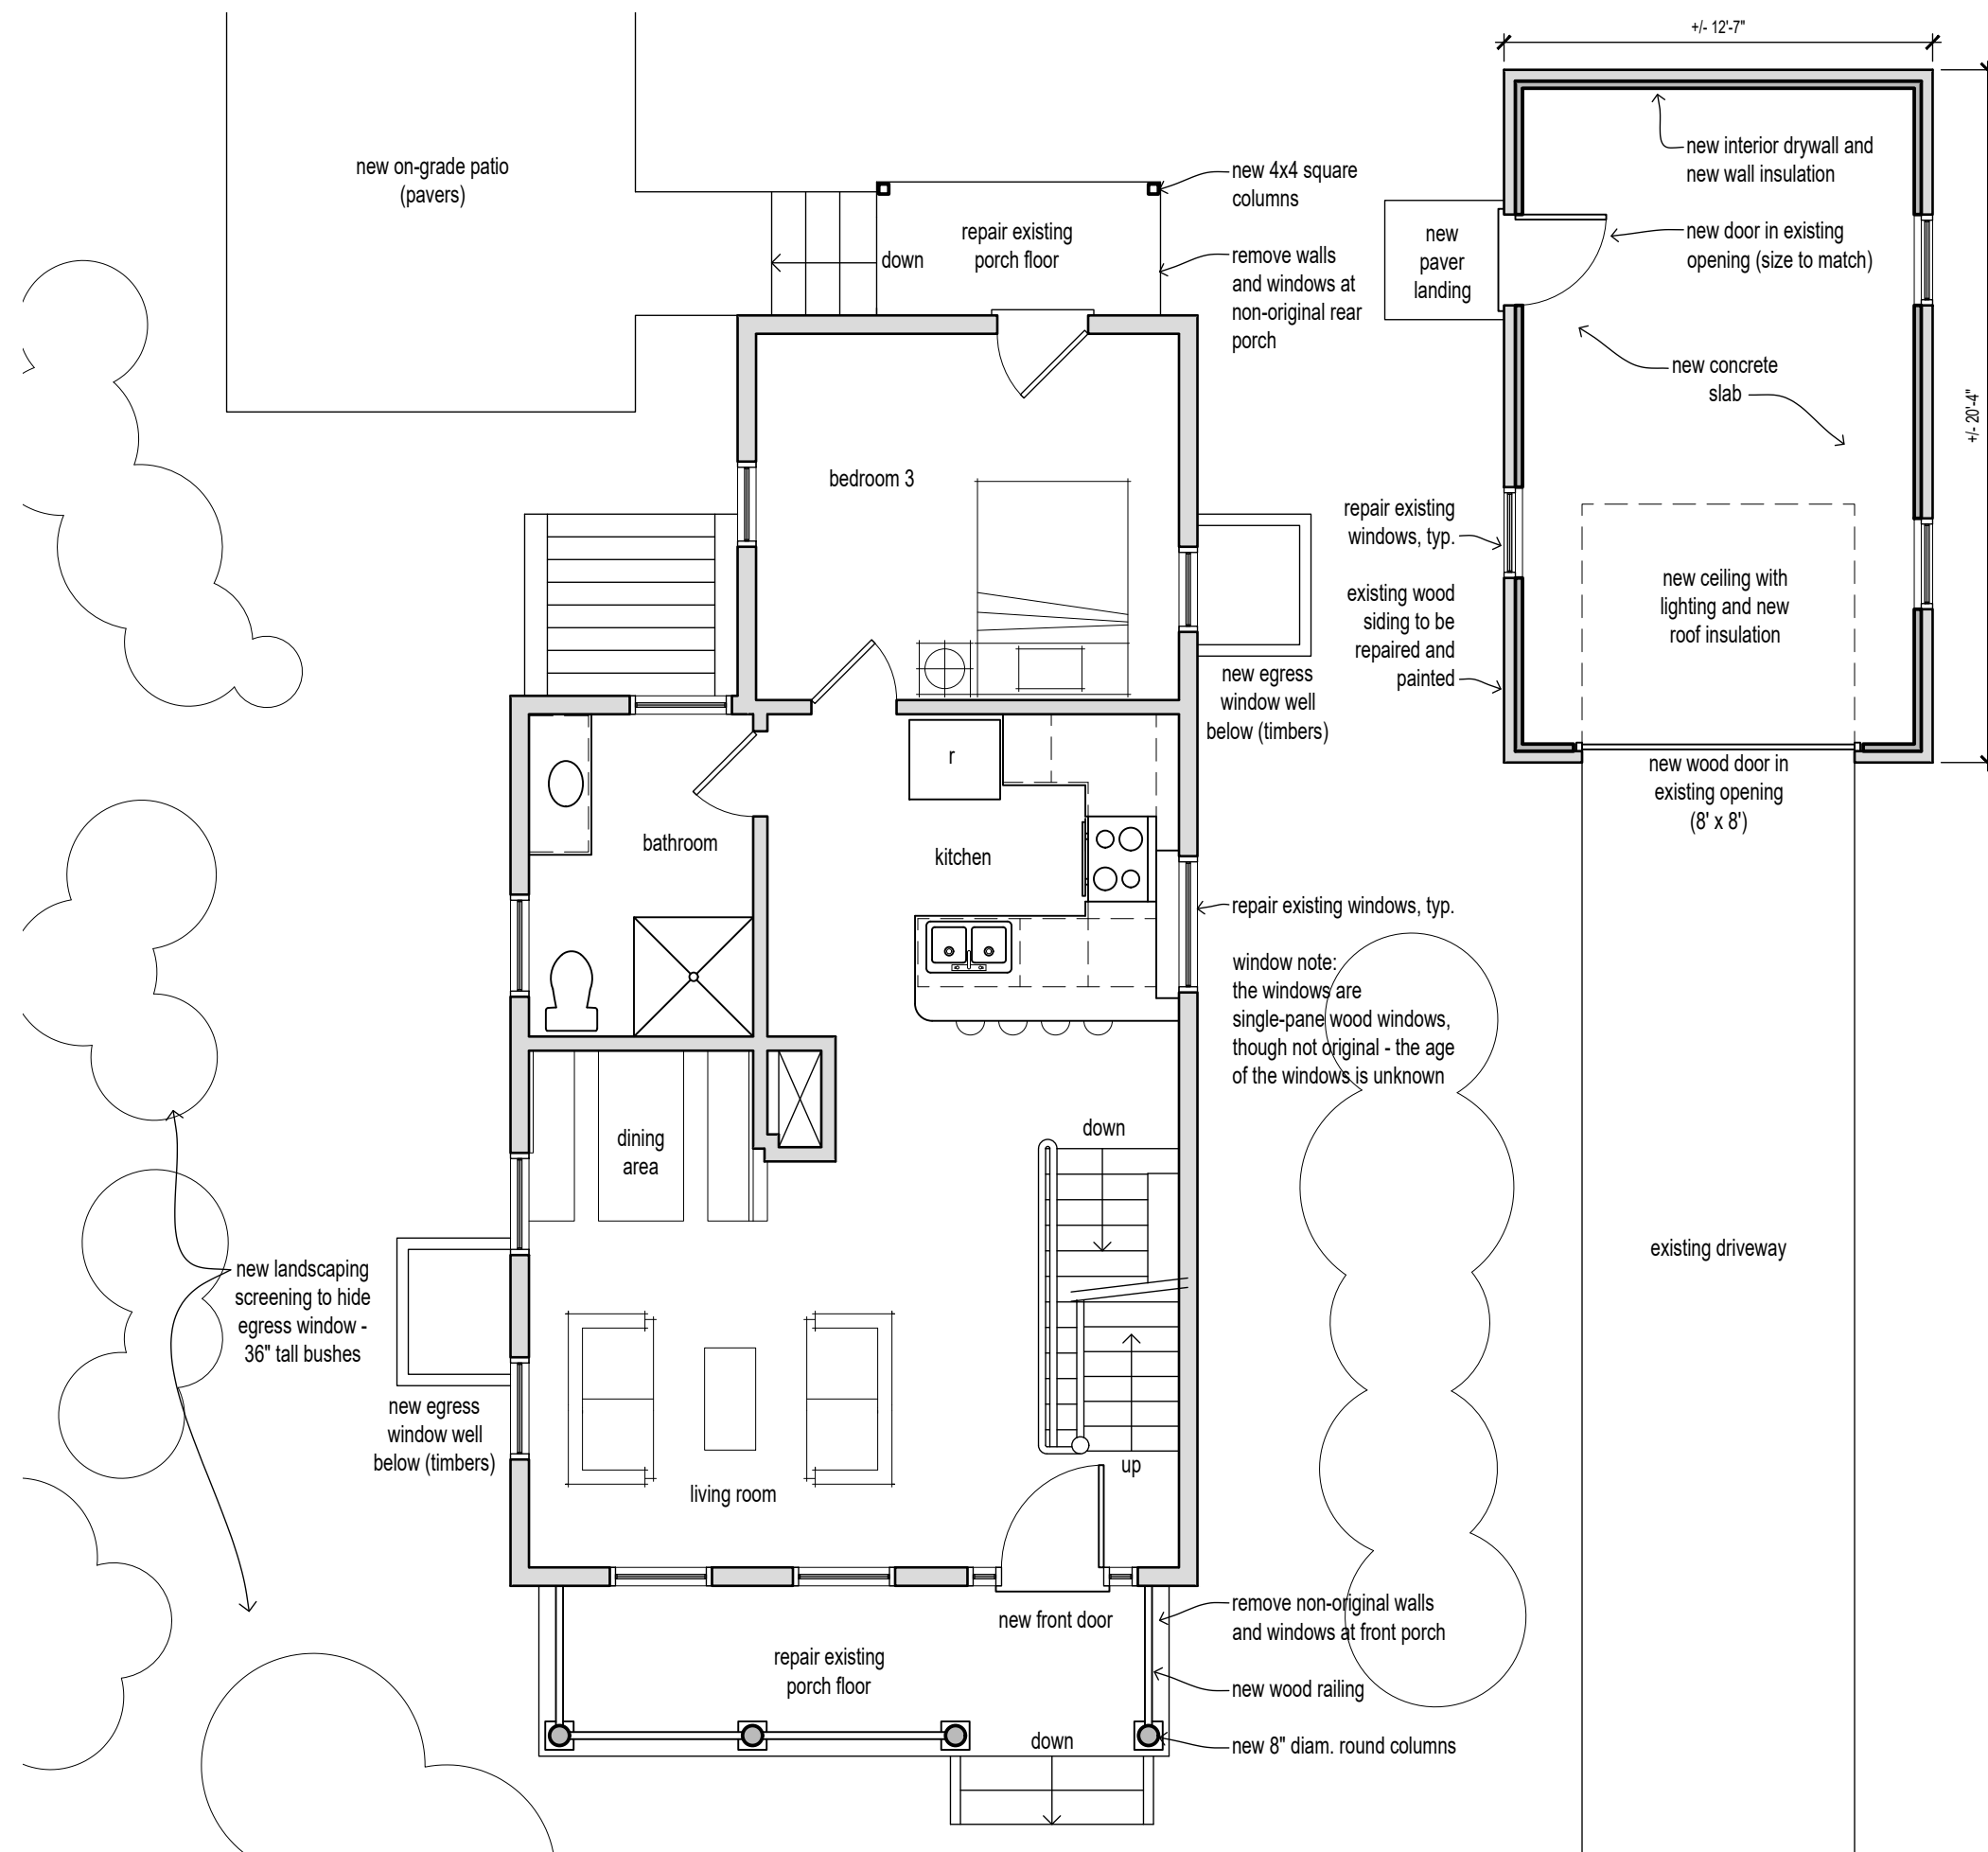 +/- 12'-7"
new on-grade patio
(pavers)
new 4x4 square
columns
repair existing
porch floor
down
remove walls
and windows at
non-original rear
porch
new interior drywall and
new wall insulation
new
paver
landing
new door in existing
opening (size to match)
new concrete
slab
+/- 20'-4"
bedroom 3
repair existing
windows, typ.
existing wood
siding to be
repaired and
painted
new ceiling with
lighting and new
roof insulation
new egress
window well
below (timbers)
new wood door in
existing opening
(8' x 8')
r
bathroom
kitchen
repair existing windows, typ.
window note:
the windows are
single-pane wood windows,
though not original - the age
of the windows is unknown
dining
area
down
existing driveway
new landscaping
screening to hide
egress window -
36" tall bushes
new egress
window well
below (timbers)
up
living room
new front door
remove non-original walls
and windows at front porch
repair existing
porch floor
new wood railing
down
new 8" diam. round columns